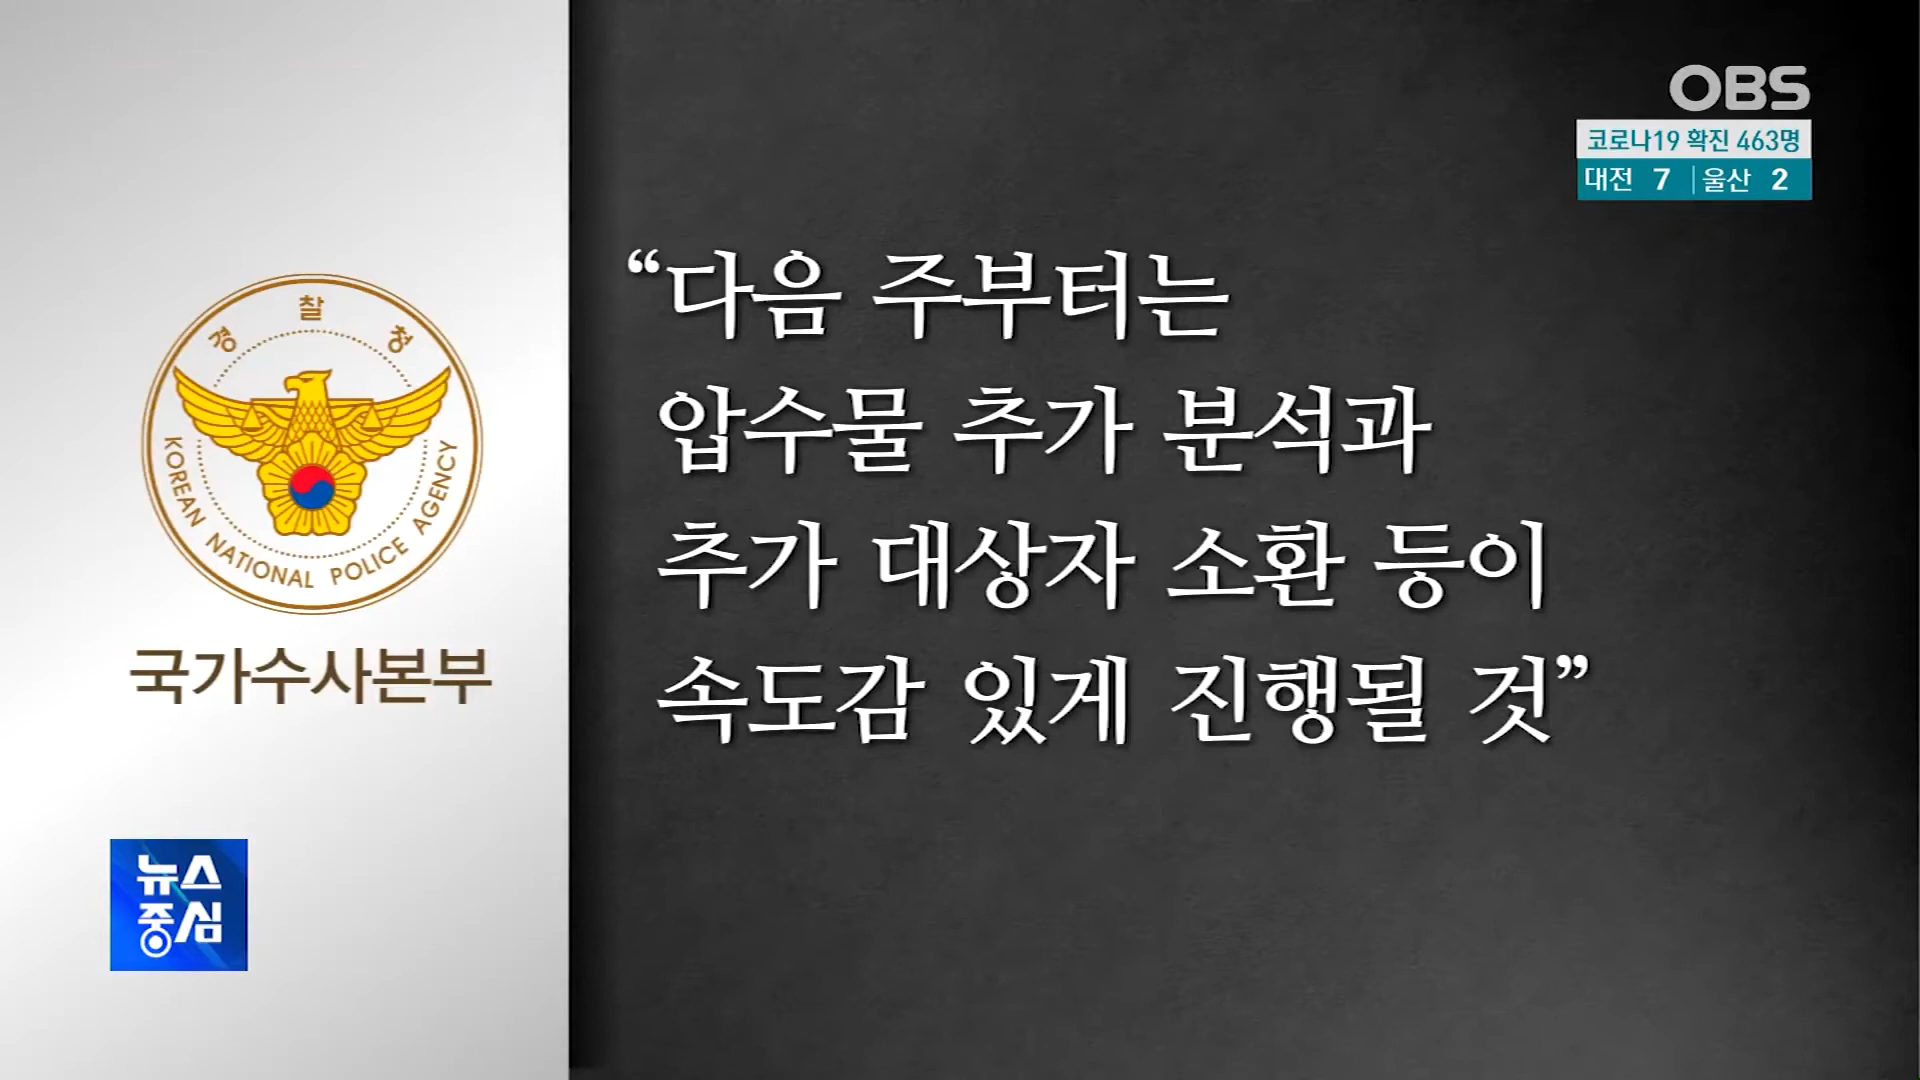 OBS
코로나19 확진 463명
대전 7 | 울산 2
경찰청
KOREAN NATIONAL POLICE AGENCY
국가수사본부
“다음 주부터는
압수물 추가 분석과
추가 대상자 소환 등이
속도감 있게 진행될 것”
뉴스
중심